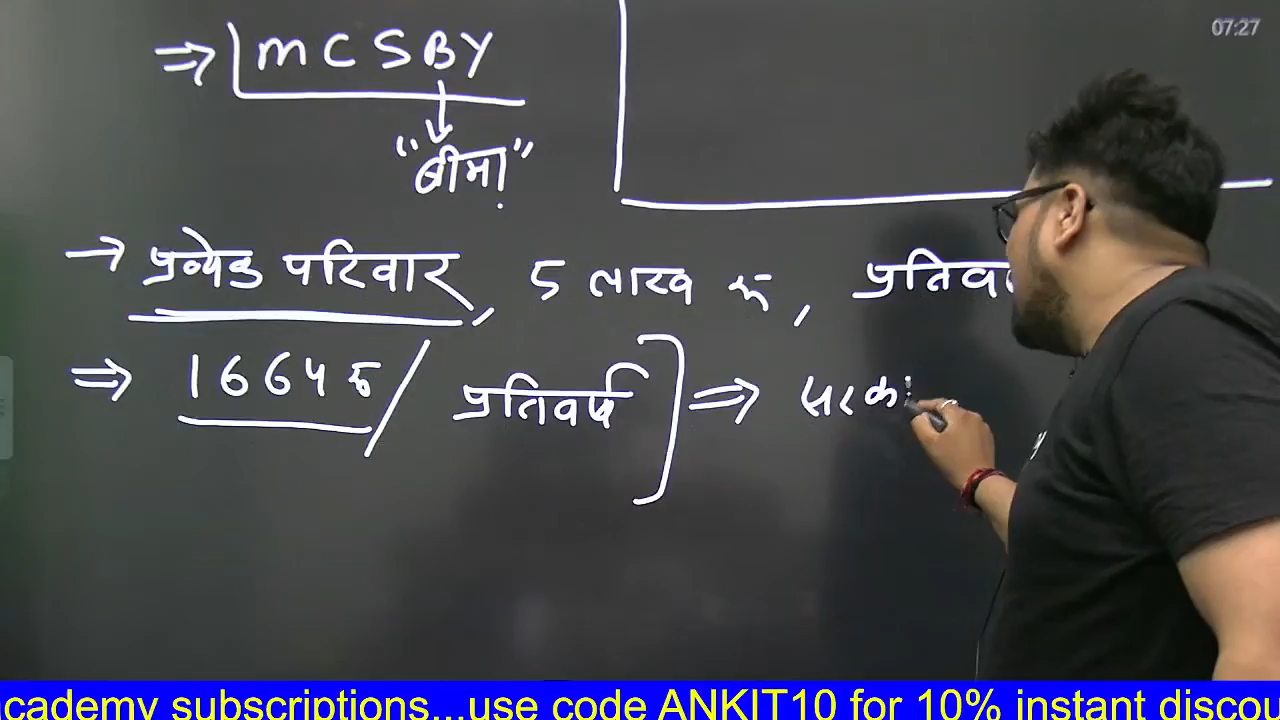 07:27
⇒ MCSBY
"बीमा"
→ प्रत्येक परिवार, 5 लाख रु, प्रतिवर्
⇒ 1664 रु / प्रतिवर्ष ] ⇒ सरका
cademy subscriptions...use code ANKIT10 for 10% instant discou